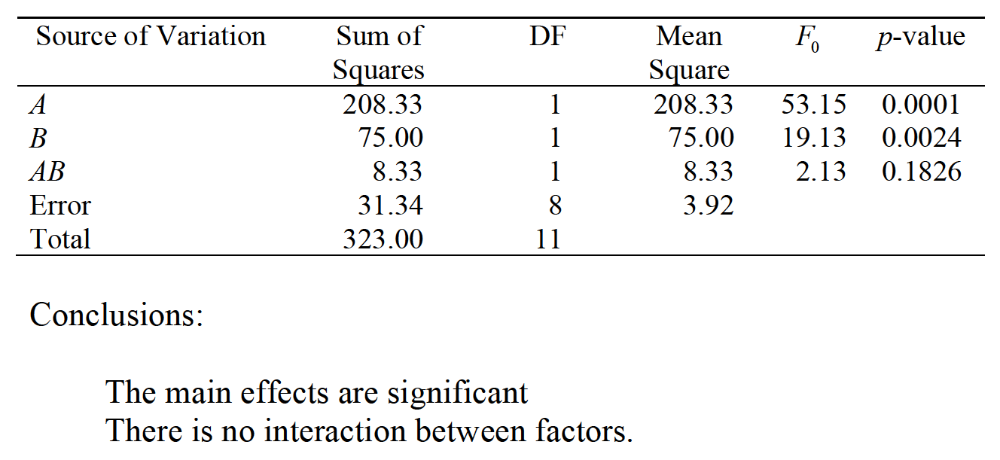 Source of Variation Sum of Squares DF Mean Square F0 p-value
A 208.33 1 208.33 53.15 0.0001
B 75.00 1 75.00 19.13 0.0024
AB 8.33 1 8.33 2.13 0.1826
Error 31.34 8 3.92
Total 323.00 11
Conclusions:
The main effects are significant
There is no interaction between factors.